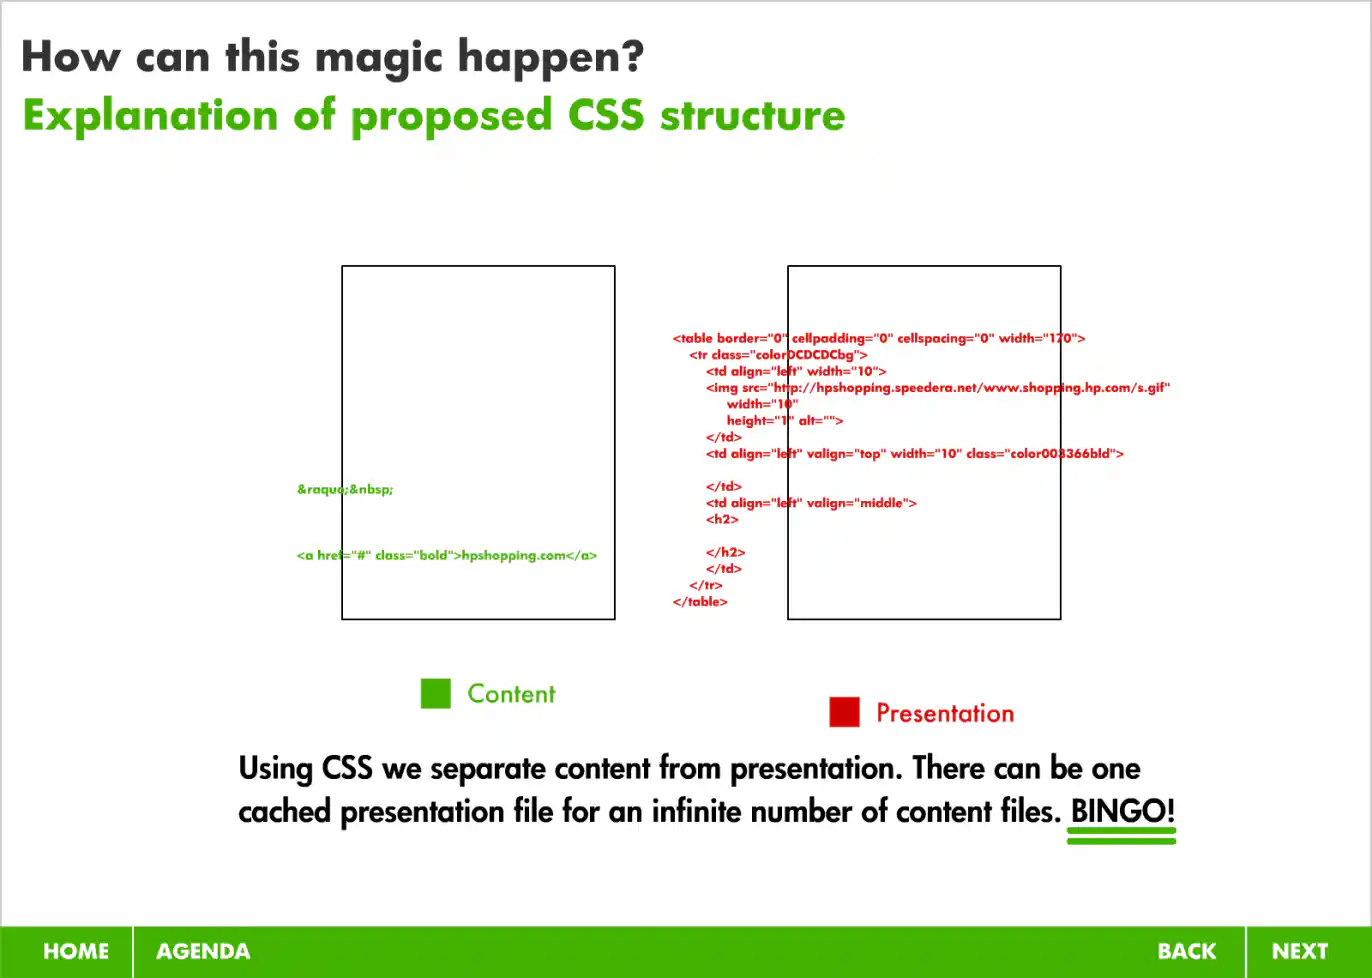 How can this magic happen?
Explanation of proposed CSS structure
&raquo;&nbsp;
<a href="#" class="bold">hpshopping.com</a>
<table border="0" cellpadding="0" cellspacing="0" width="170">
<tr class="colorDCDCDCbg">
<td align="left" width="10">
<img src="http://hpshopping.speedera.net/www.shopping.hp.com/s.gif"
width="10"
height="1" alt="">
</td>
<td align="left" valign="top" width="10" class="color003366bld">
</td>
<td align="left" valign="middle">
<h2>
</h2>
</td>
</tr>
</table>
Content
Presentation
Using CSS we separate content from presentation. There can be one
cached presentation file for an infinite number of content files. BINGO!
HOME AGENDA BACK NEXT